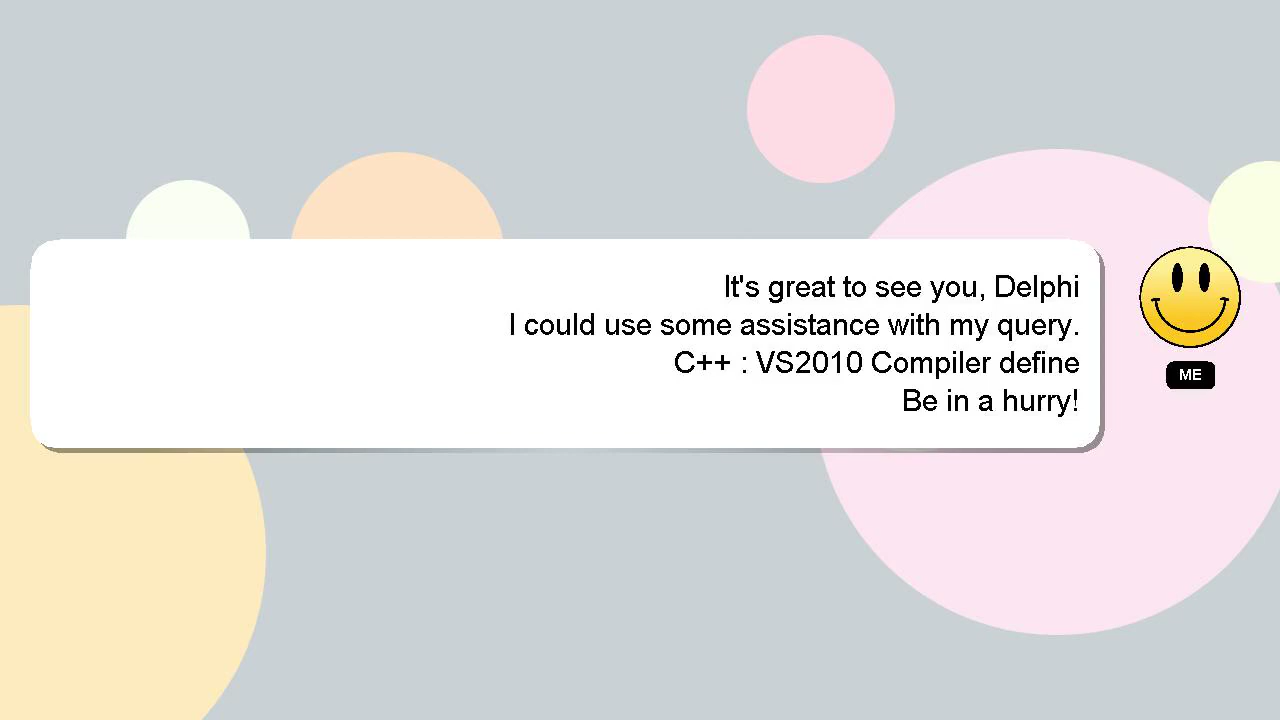 It's great to see you, Delphi
I could use some assistance with my query.
C++ : VS2010 Compiler define
Be in a hurry!
ME